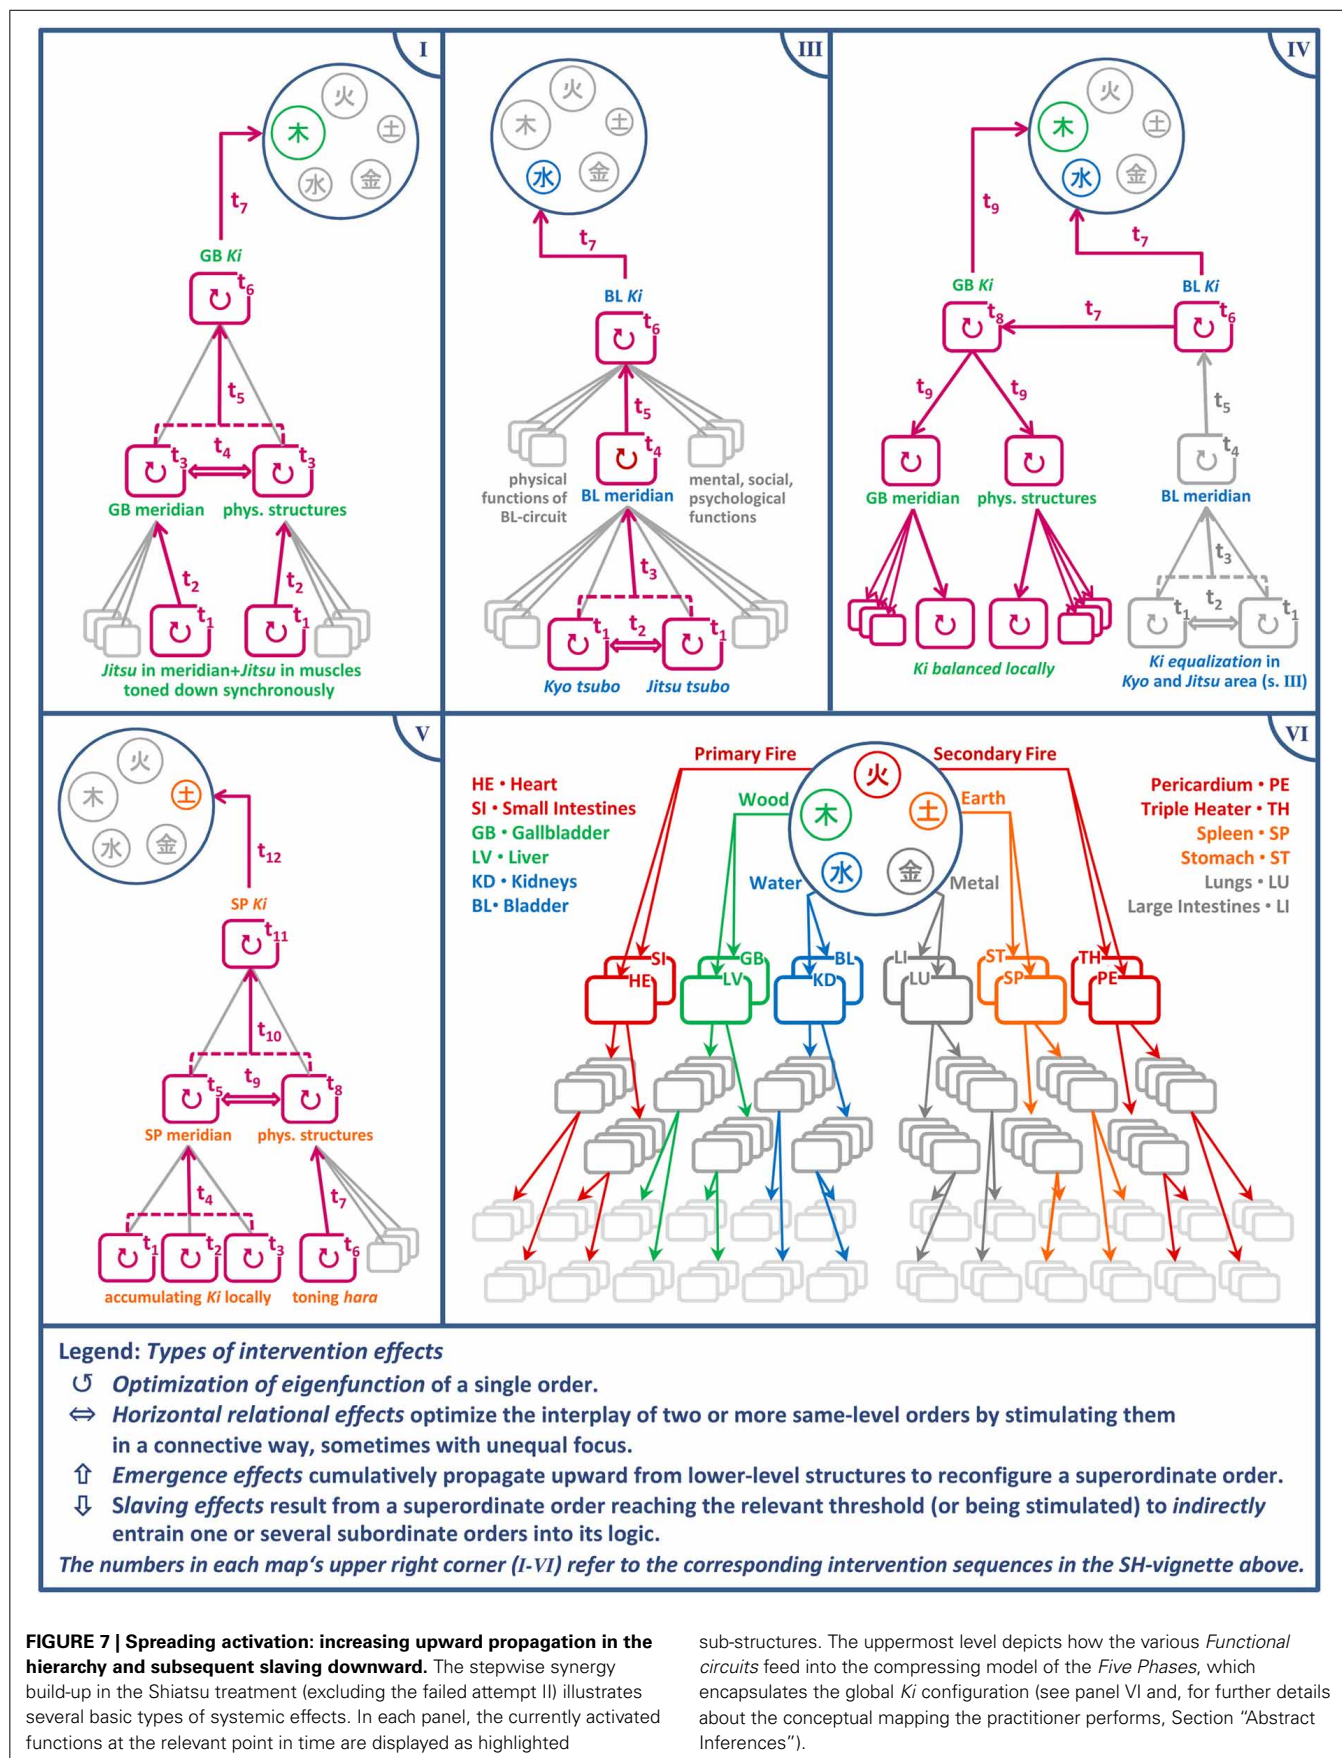 I
火
木
土
水
金
t7
GB Ki
t6
t5
t3
t4
t3
GB meridian
phys. structures
t2
t2
t1
t1
Jitsu in meridian+Jitsu in muscles
toned down synchronously
III
火
木
土
水
金
t7
BL Ki
t6
t5
t4
physical
functions of
BL-circuit
BL meridian
mental, social,
psychological
functions
t3
t1
t2
t1
Kyo tsubo
Jitsu tsubo
IV
火
木
土
水
金
t9
t7
GB Ki
BL Ki
t8
t7
t6
t9
t9
t5
t4
GB meridian
phys. structures
BL meridian
t3
t1
t2
t1
Ki balanced locally
Ki equalization in
Kyo and Jitsu area (s. III)
V
火
木
土
水
金
t12
SP Ki
t11
t10
t5
t9
t8
SP meridian
phys. structures
t4
t7
t1
t2
t3
t6
accumulating Ki locally
toning hara
VI
Primary Fire
Secondary Fire
HE • Heart
SI • Small Intestines
GB • Gallbladder
LV • Liver
KD • Kidneys
BL• Bladder
Wood
Water
火
木
土
水
金
Earth
Metal
Pericardium • PE
Triple Heater • TH
Spleen • SP
Stomach • ST
Lungs • LU
Large Intestines • LI
SI
HE
GB
LV
BL
KD
LI
LU
ST
SP
TH
PE
Legend: Types of intervention effects
↺ Optimization of eigenfunction of a single order.
⇔ Horizontal relational effects optimize the interplay of two or more same-level orders by stimulating them
in a connective way, sometimes with unequal focus.
⇧ Emergence effects cumulatively propagate upward from lower-level structures to reconfigure a superordinate order.
⇩ Slaving effects result from a superordinate order reaching the relevant threshold (or being stimulated) to indirectly
entrain one or several subordinate orders into its logic.
The numbers in each map‘s upper right corner (I-VI) refer to the corresponding intervention sequences in the SH-vignette above.
FIGURE 7 | Spreading activation: increasing upward propagation in the
hierarchy and subsequent slaving downward. The stepwise synergy
build-up in the Shiatsu treatment (excluding the failed attempt II) illustrates
several basic types of systemic effects. In each panel, the currently activated
functions at the relevant point in time are displayed as highlighted
sub-structures. The uppermost level depicts how the various Functional
circuits feed into the compressing model of the Five Phases, which
encapsulates the global Ki configuration (see panel VI and, for further details
about the conceptual mapping the practitioner performs, Section “Abstract
Inferences”).